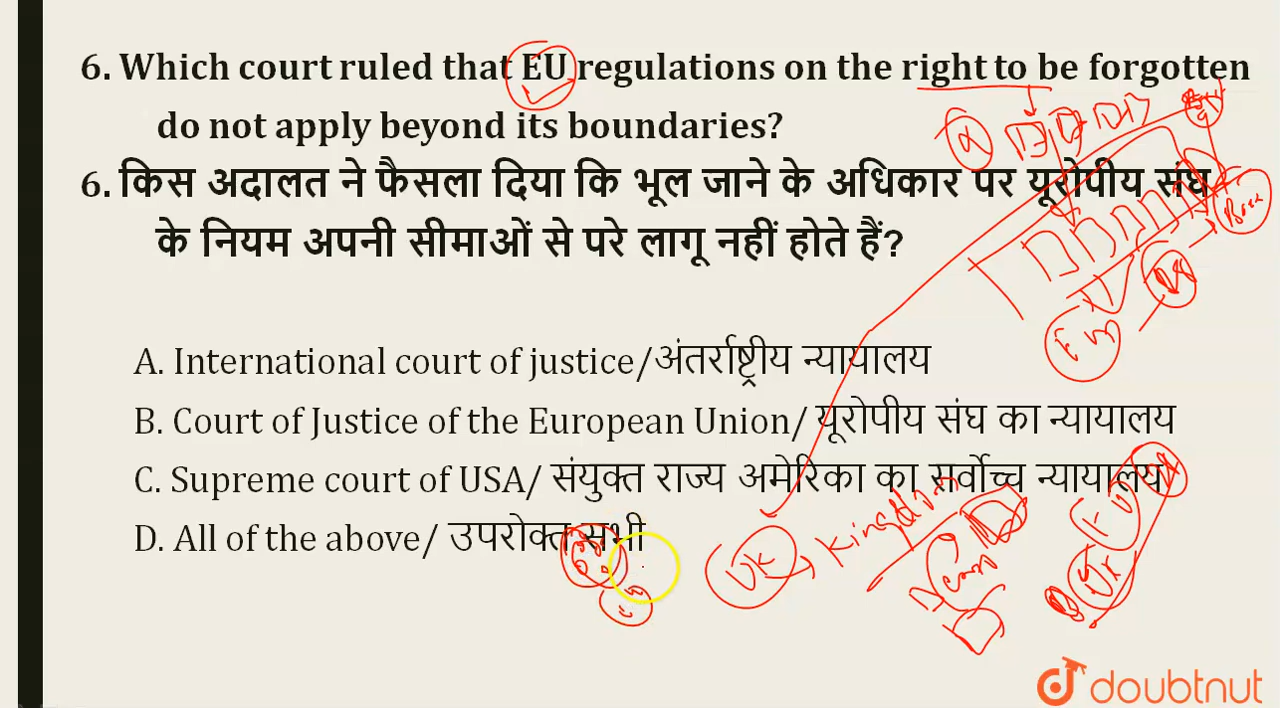 6. Which court ruled that EU regulations on the right to be forgotten
do not apply beyond its boundaries?
6. किस अदालत ने फैसला दिया कि भूल जाने के अधिकार पर यूरोपीय संघ
के नियम अपनी सीमाओं से परे लागू नहीं होते हैं?
A. International court of justice/अंतर्राष्ट्रीय न्यायालय
B. Court of Justice of the European Union/ यूरोपीय संघ का न्यायालय
C. Supreme court of USA/ संयुक्त राज्य अमेरिका का सर्वोच्च न्यायालय
D. All of the above/ उपरोक्त सभी
UK Kingdom
doubtnut